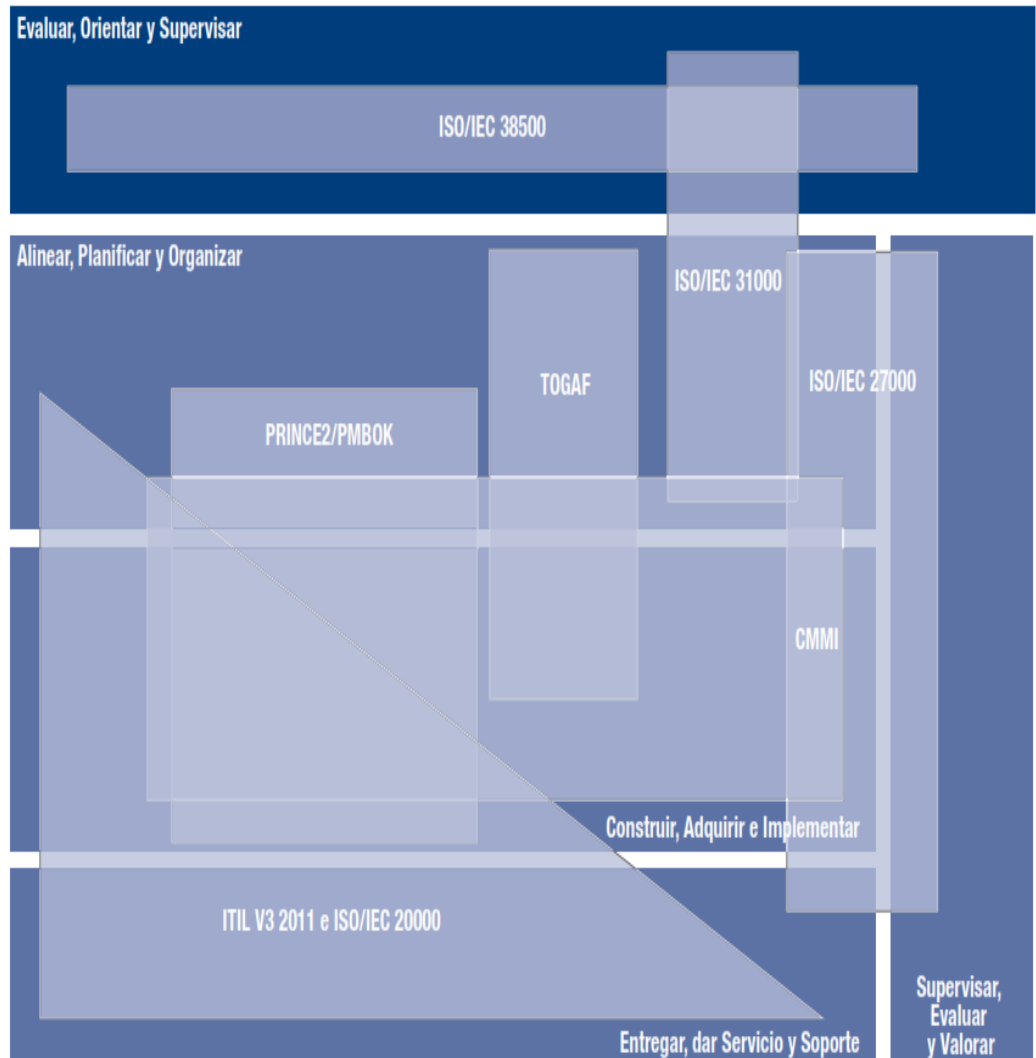 Evaluar, Orientar y Supervisar
ISO/IEC 38500
Alinear, Planificar y Organizar
ISO/IEC 31000
TOGAF
ISO/IEC 27000
PRINCE2/PMBOK
CMMI
Construir, Adquirir e Implementar
ITIL V3 2011 e ISO/IEC 20000
Entregar, dar Servicio y Soporte
Supervisar,
Evaluar
y Valorar